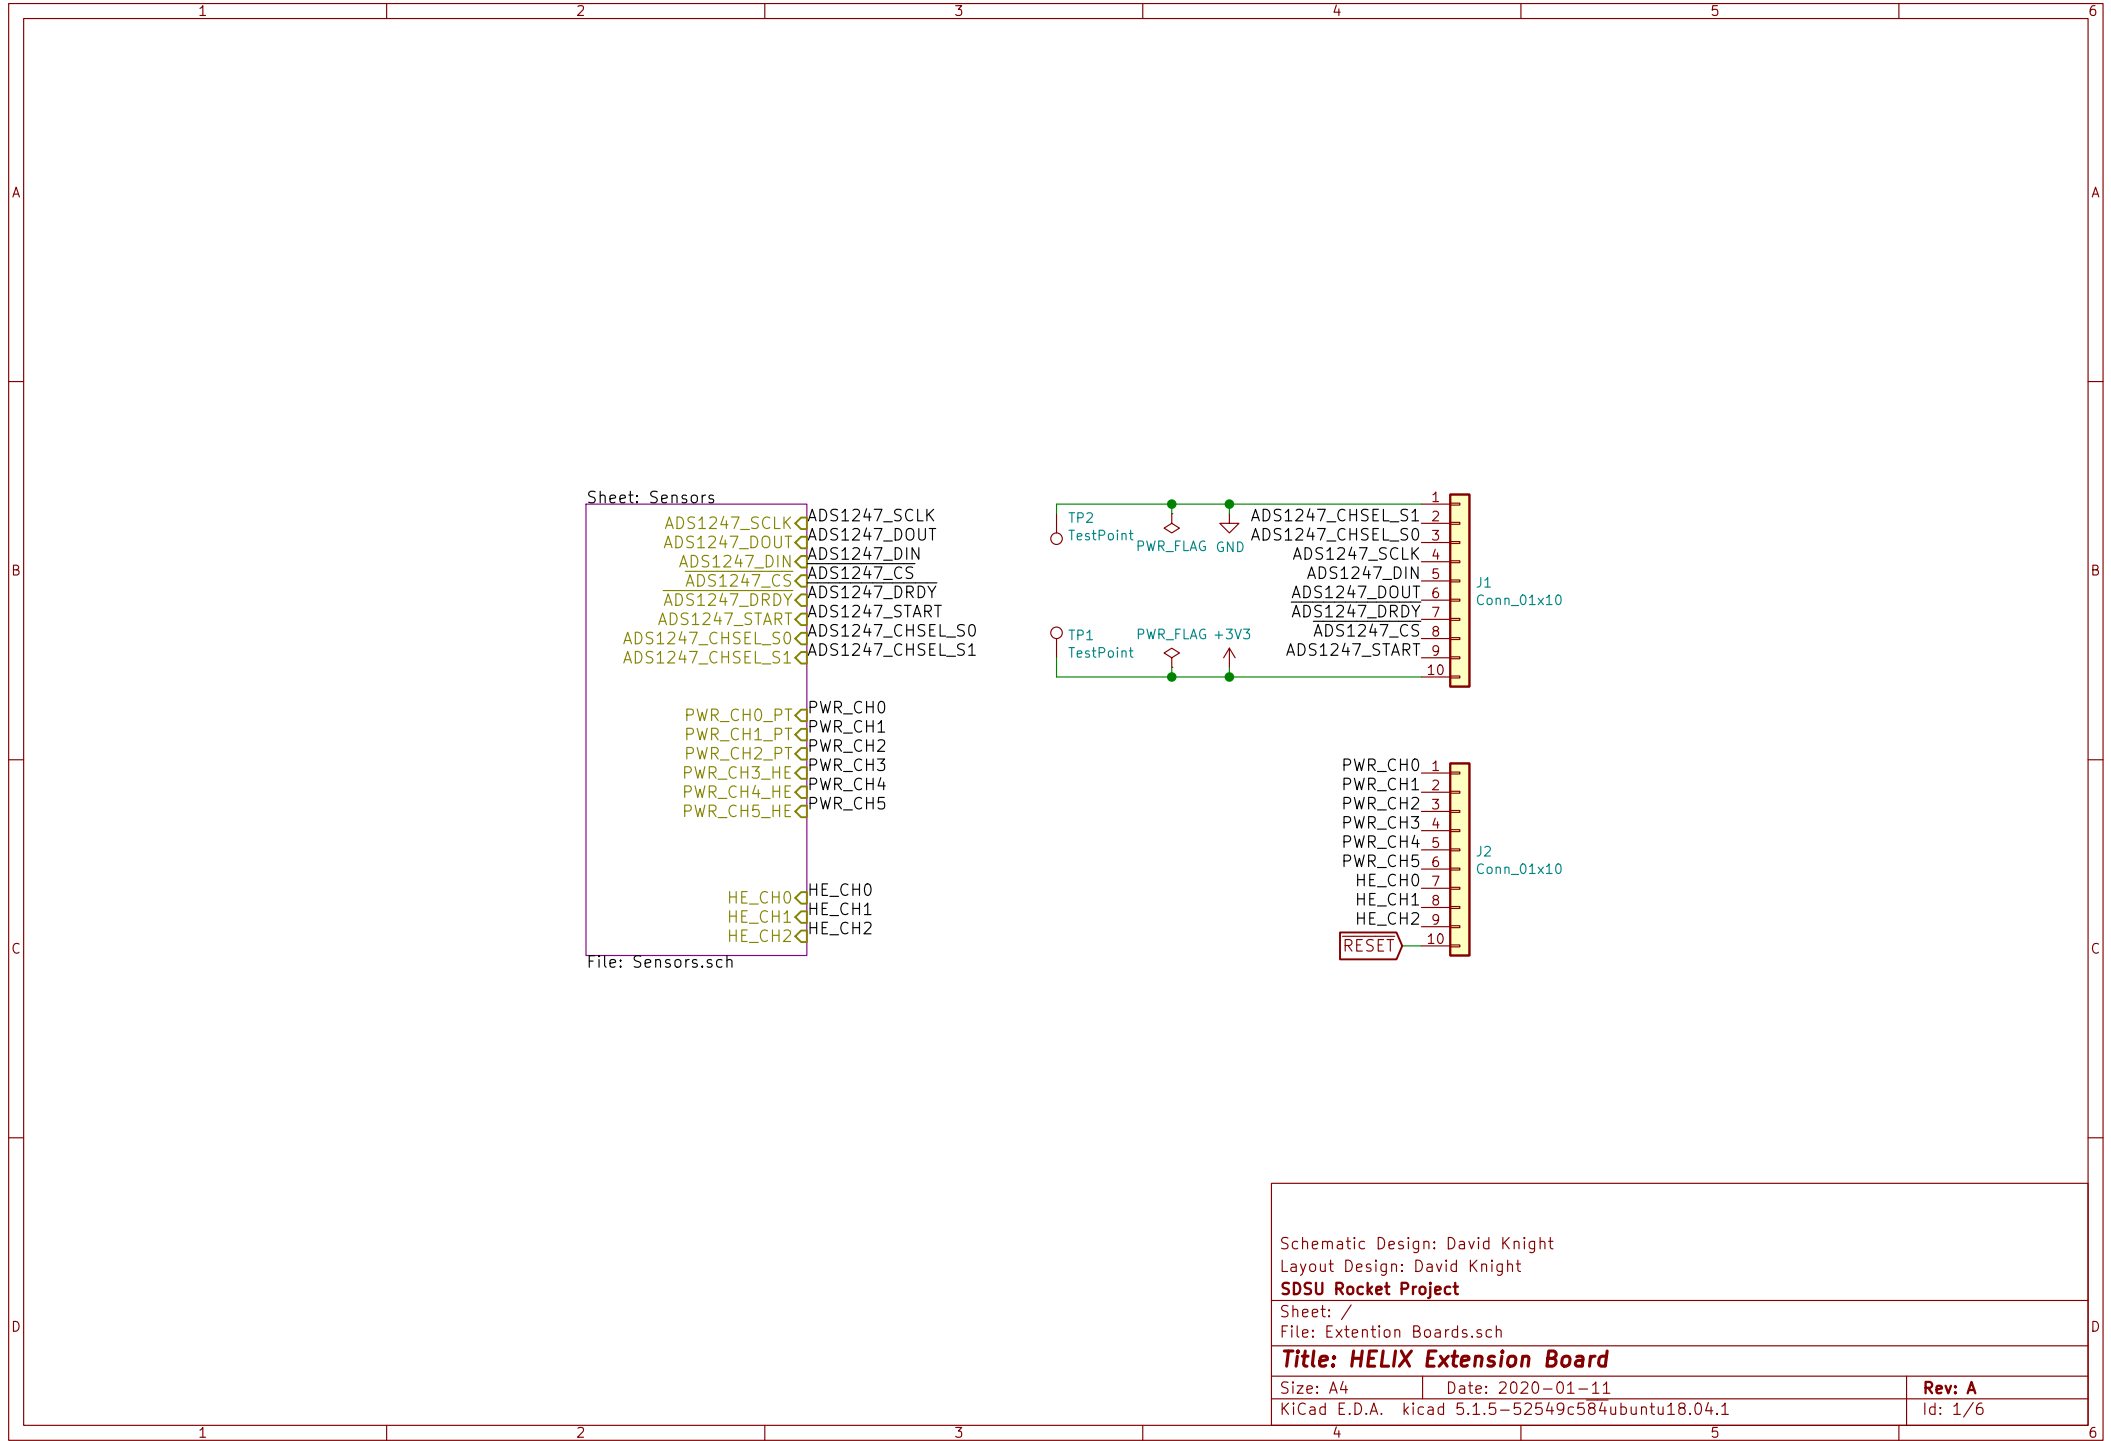 1 2 3 4 5 6
A A
B B
C C
D D
Sheet: Sensors
ADS1247_SCLK ADS1247_SCLK
ADS1247_DOUT ADS1247_DOUT
ADS1247_DIN ADS1247_DIN
ADS1247_CS ADS1247_CS
ADS1247_DRDY ADS1247_DRDY
ADS1247_START ADS1247_START
ADS1247_CHSEL_S0 ADS1247_CHSEL_S0
ADS1247_CHSEL_S1 ADS1247_CHSEL_S1
PWR_CH0_PT PWR_CH0
PWR_CH1_PT PWR_CH1
PWR_CH2_PT PWR_CH2
PWR_CH3_HE PWR_CH3
PWR_CH4_HE PWR_CH4
PWR_CH5_HE PWR_CH5
HE_CH0 HE_CH0
HE_CH1 HE_CH1
HE_CH2 HE_CH2
File: Sensors.sch
TP2
TestPoint
PWR_FLAG GND
TP1
TestPoint
PWR_FLAG +3V3
1
ADS1247_CHSEL_S1 2
ADS1247_CHSEL_S0 3
ADS1247_SCLK 4
ADS1247_DIN 5
ADS1247_DOUT 6
ADS1247_DRDY 7
ADS1247_CS 8
ADS1247_START 9
10
J1
Conn_01x10
PWR_CH0 1
PWR_CH1 2
PWR_CH2 3
PWR_CH3 4
PWR_CH4 5
PWR_CH5 6
HE_CH0 7
HE_CH1 8
HE_CH2 9
RESET 10
J2
Conn_01x10
Schematic Design: David Knight
Layout Design: David Knight
SDSU Rocket Project
Sheet: /
File: Extention Boards.sch
Title: HELIX Extension Board
Size: A4 Date: 2020-01-11 Rev: A
KiCad E.D.A. kicad 5.1.5-52549c584ubuntu18.04.1 Id: 1/6
1 2 3 4 5 6